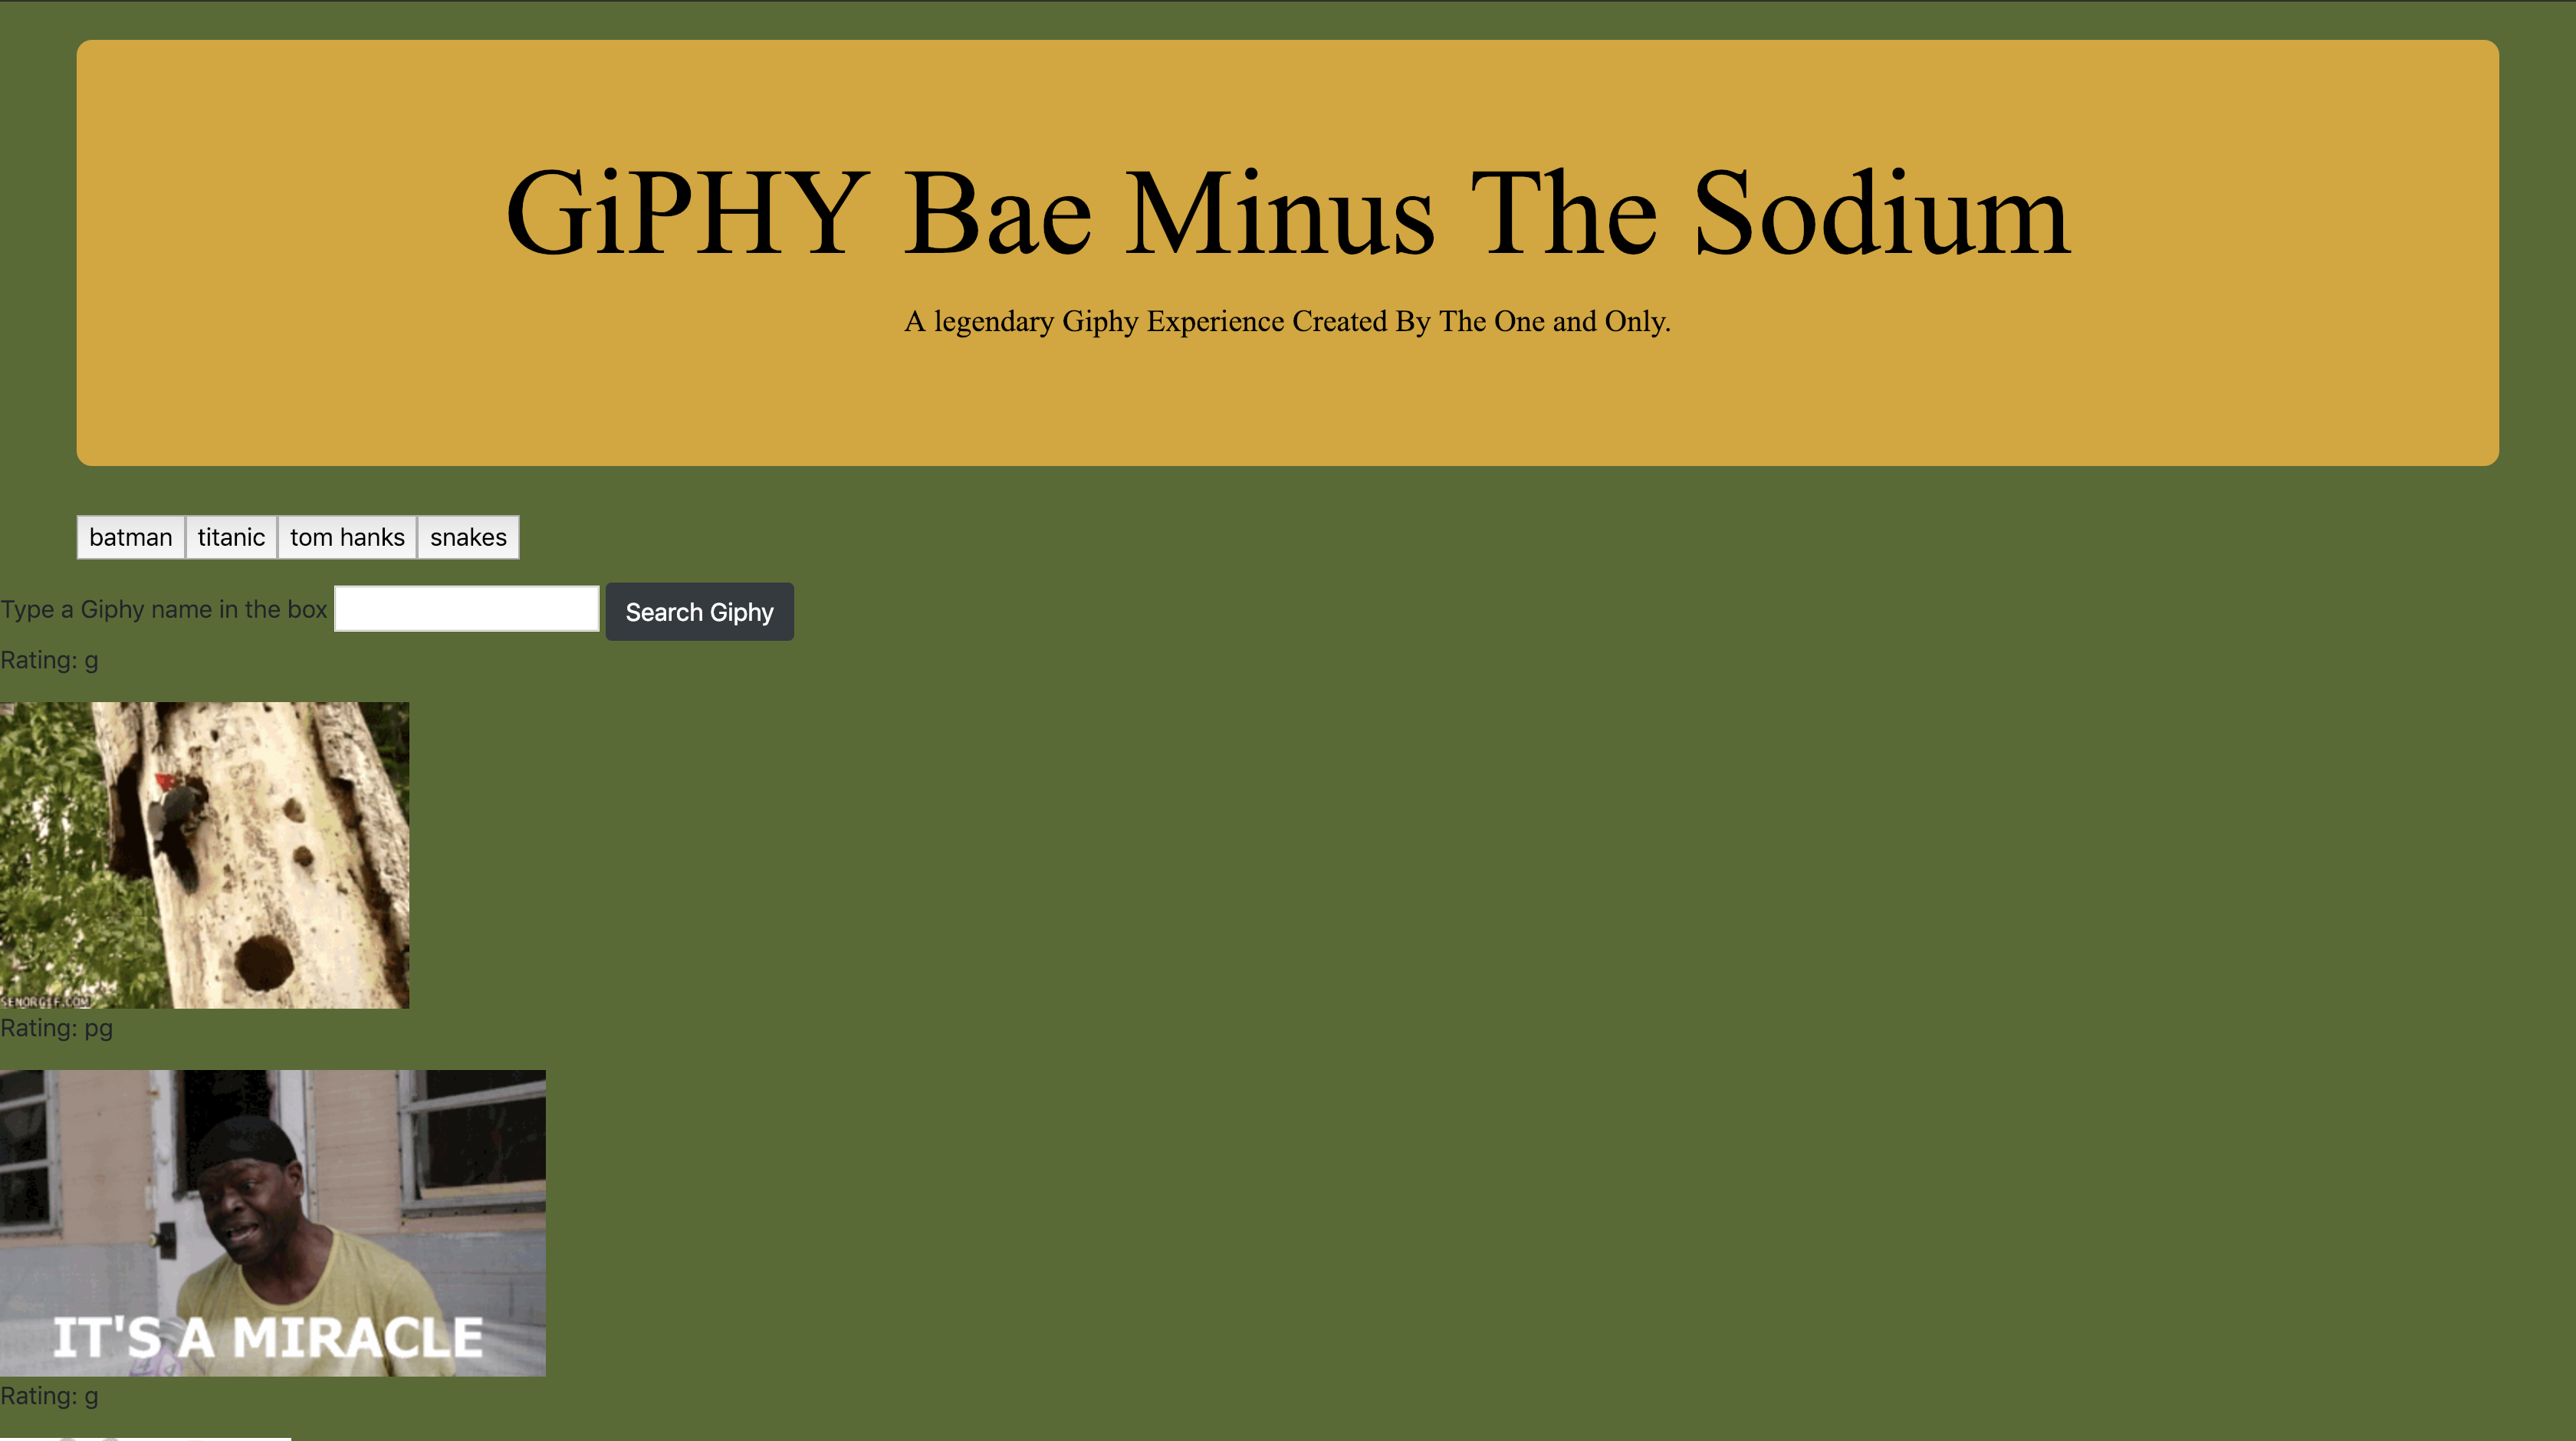 GiPHY Bae Minus The Sodium
A legendary Giphy Experience Created By The One and Only.
batman titanic tom hanks snakes
Type a Giphy name in the box Search Giphy
Rating: g
SENORGIF.COM
Rating: pg
IT'S A MIRACLE
Rating: g